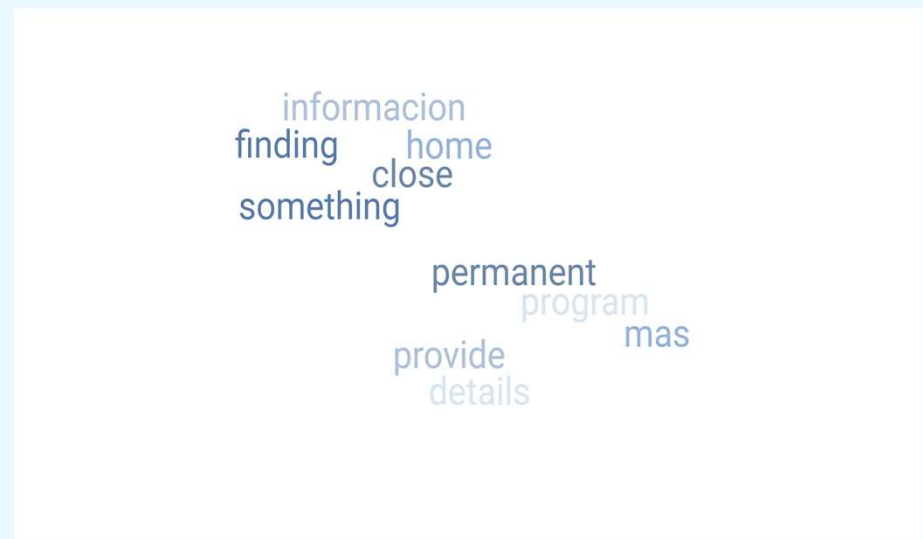 informacion
finding home
close
something
permanent
program
mas
provide
details